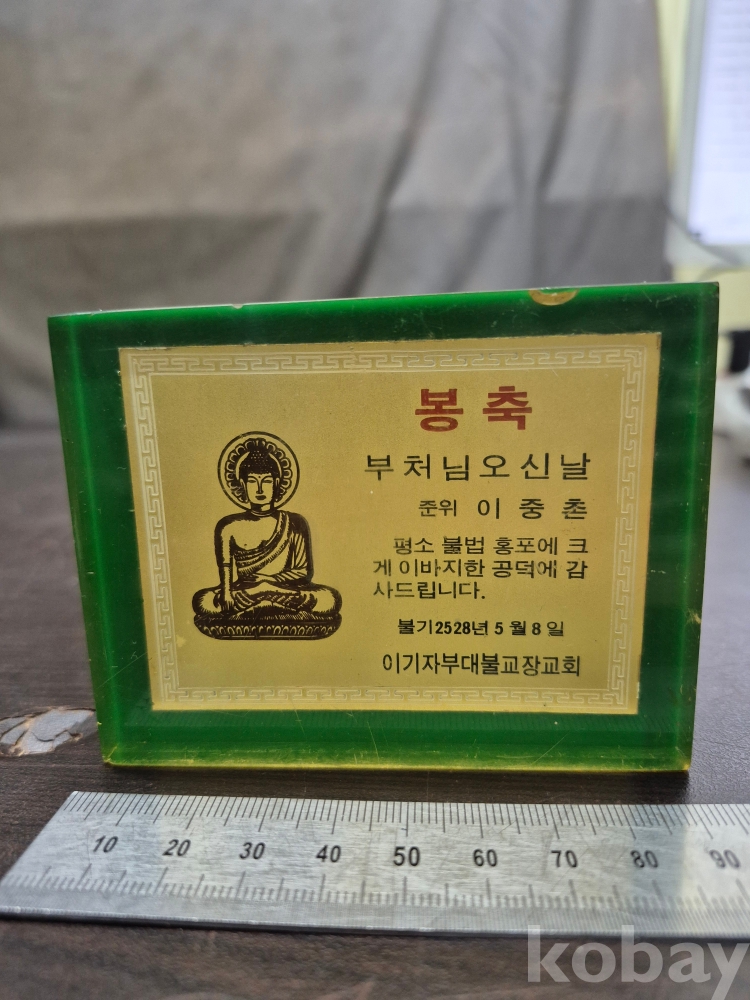 봉축
부처님오신날
준위 이중촌
평소 불법 홍포에 크
게 이바지한 공덕에 감
사드립니다.
불기2528년 5월 8일
이기자부대불교장교회
10 20 30 40 50 60 70 80 90
kobay